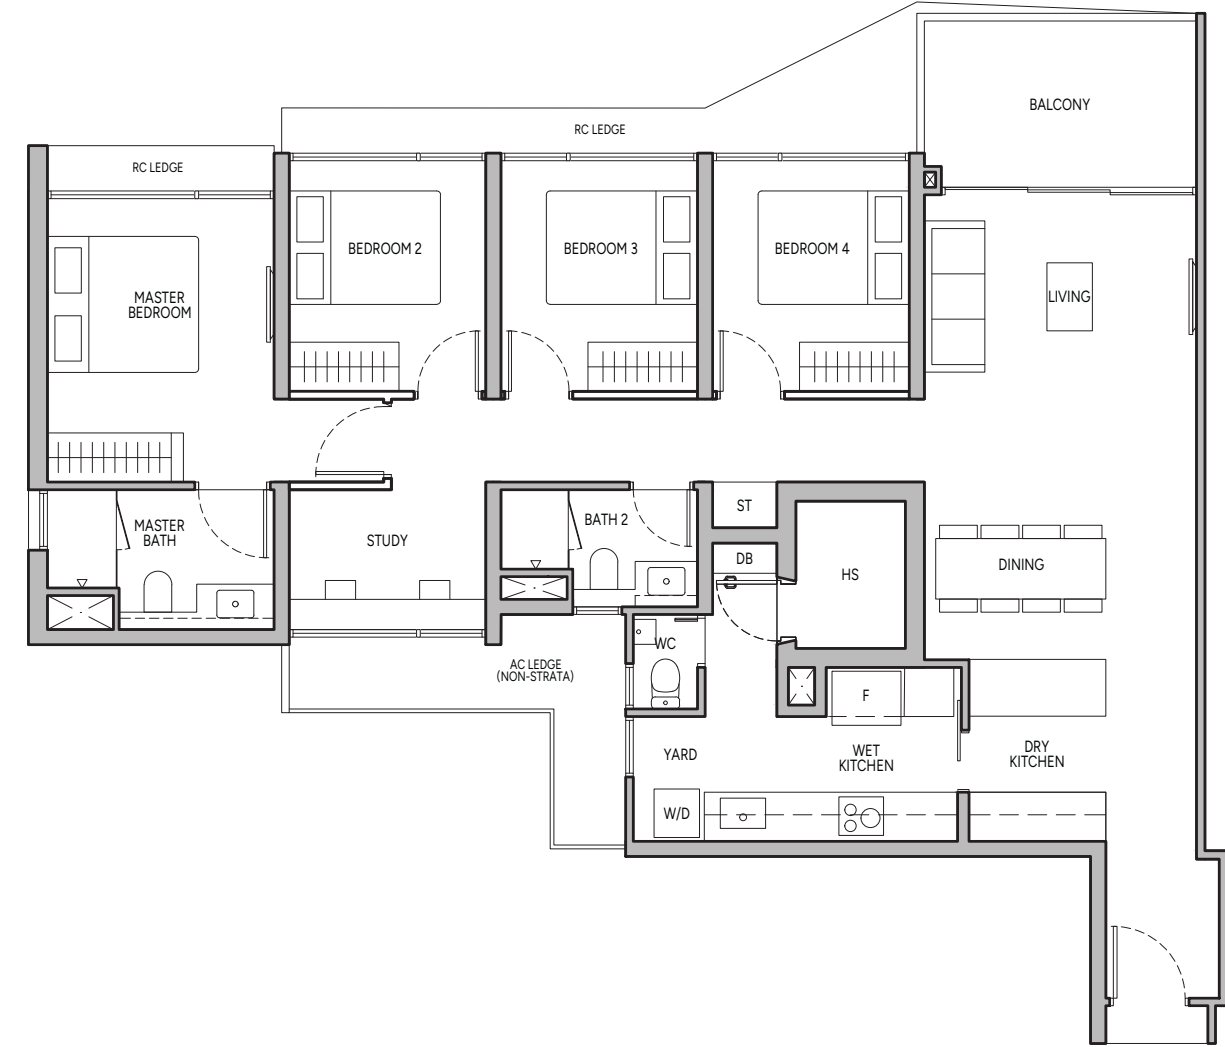 BALCONY
RC LEDGE
RC LEDGE
BEDROOM 2
BEDROOM 3
BEDROOM 4
MASTER
BEDROOM
LIVING
ST
MASTER
BATH
STUDY
BATH 2
DB
HS
DINING
WC
AC LEDGE
(NON-STRATA)
F
YARD
WET
KITCHEN
DRY
KITCHEN
W/D